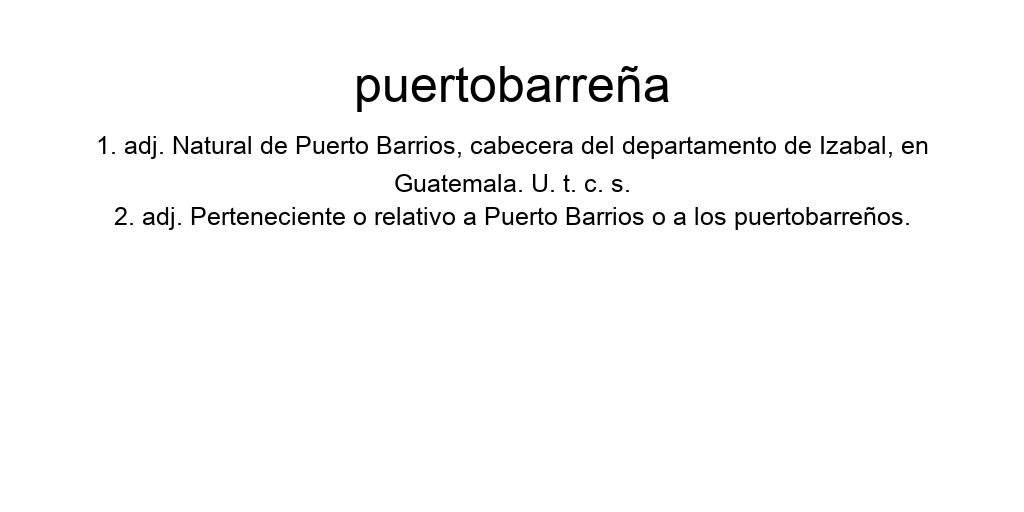 puertobarreña
1. adj. Natural de Puerto Barrios, cabecera del departamento de Izabal, en
Guatemala. U. t. c. s.
2. adj. Perteneciente o relativo a Puerto Barrios o a los puertobarreños.